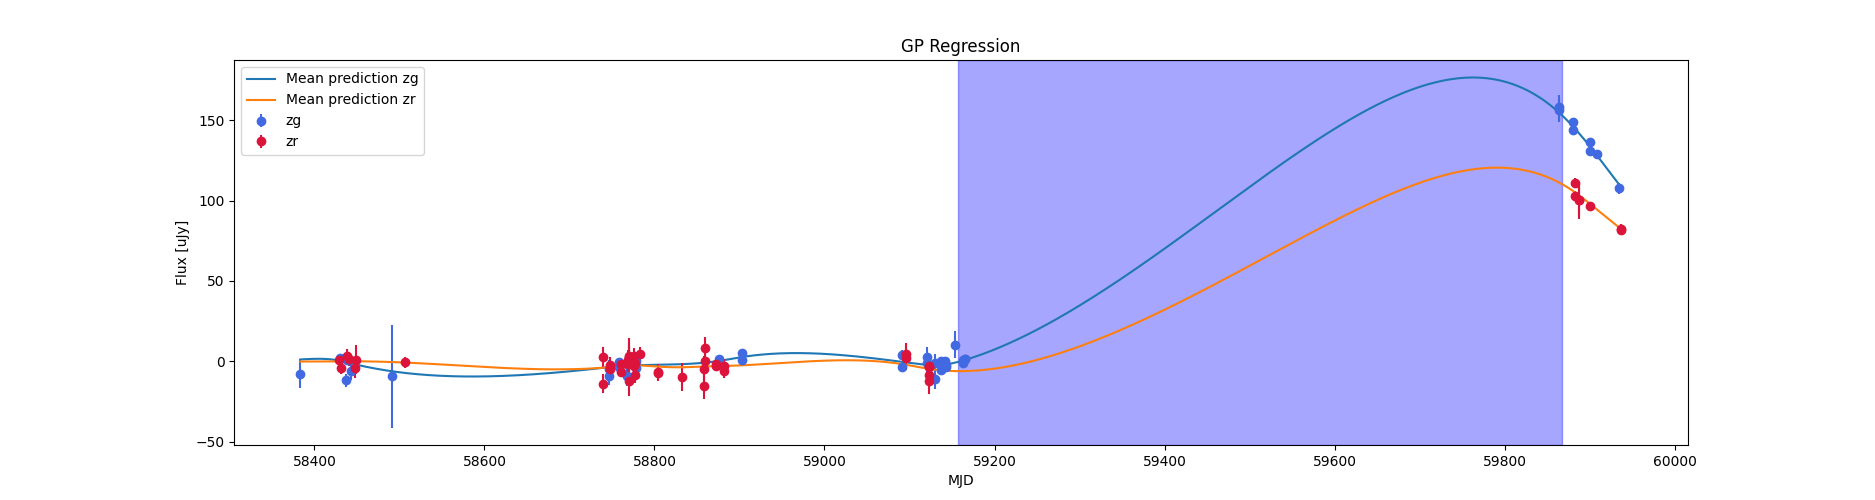 GP Regression
Mean prediction zg
Mean prediction zr
zg
zr
Flux [uJy]
150
100
50
0
−50
58400 58600 58800 59000 59200 59400 59600 59800 60000
MJD